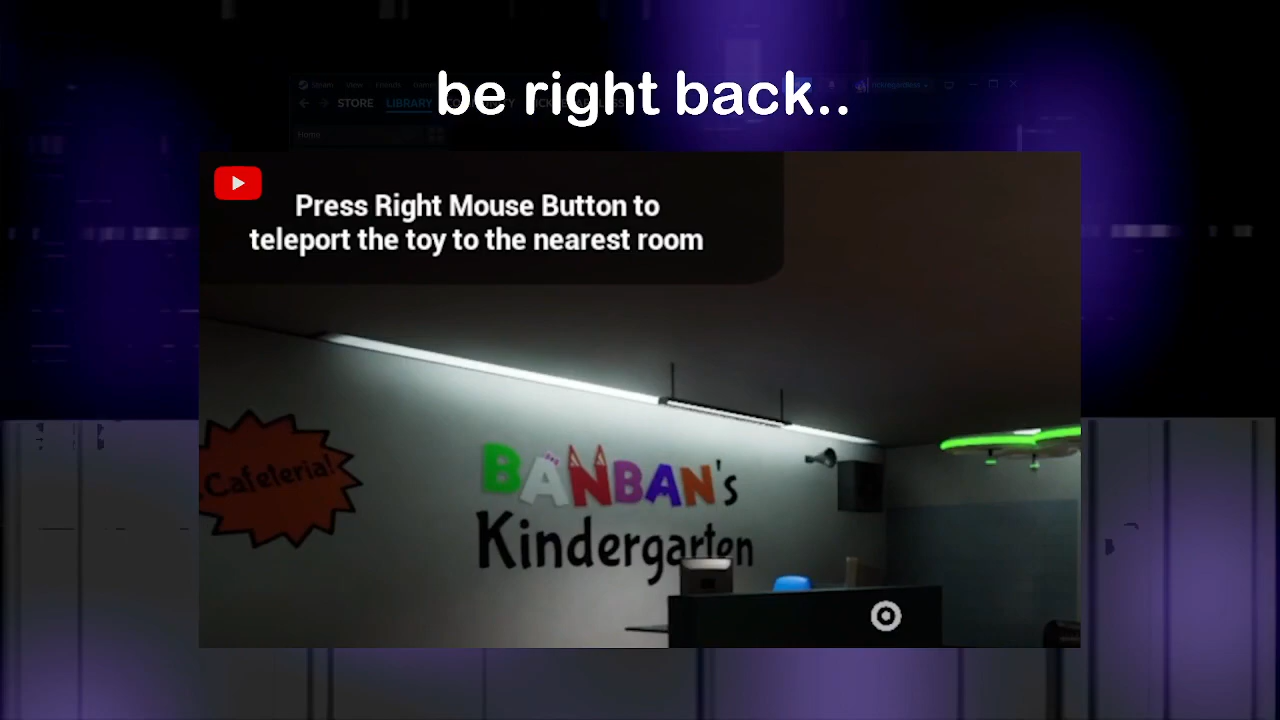 be right back..
STORE LIBRARY
Press Right Mouse Button to
teleport the toy to the nearest room
Cafeteria!
BANBAN's
Kindergarten